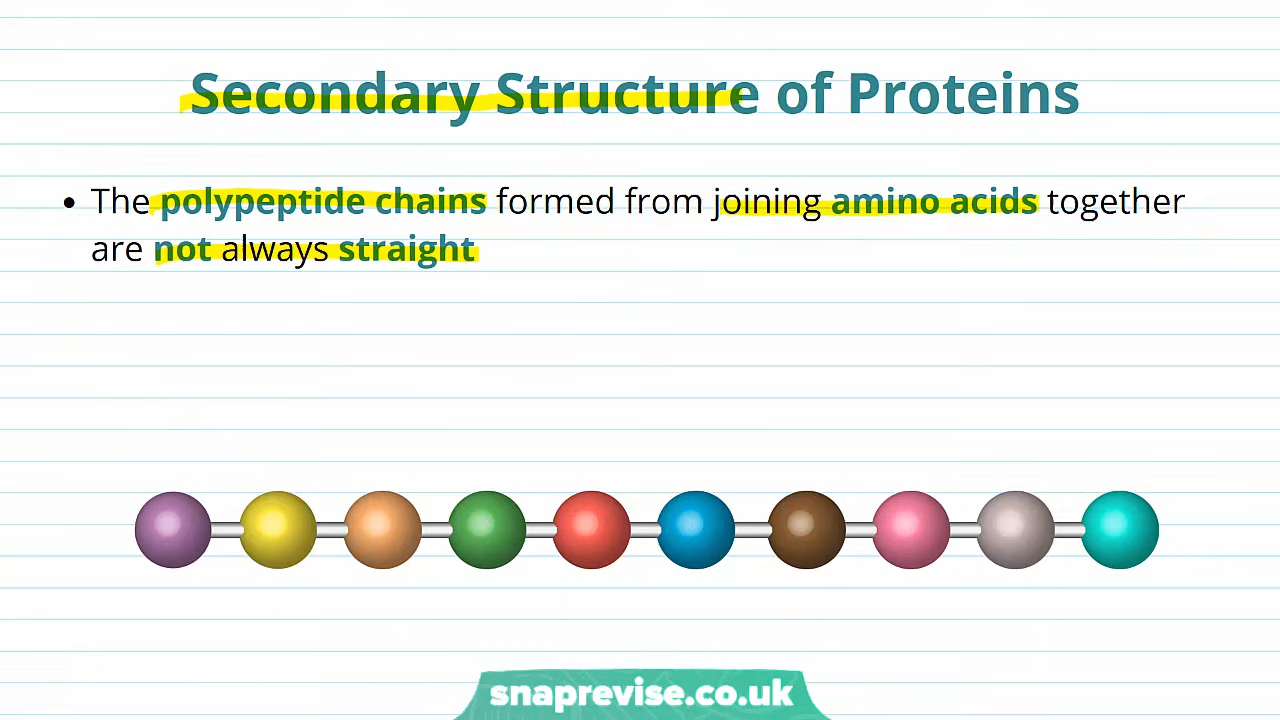 Secondary Structure of Proteins
• The polypeptide chains formed from joining amino acids together
are not always straight
snaprevise.co.uk